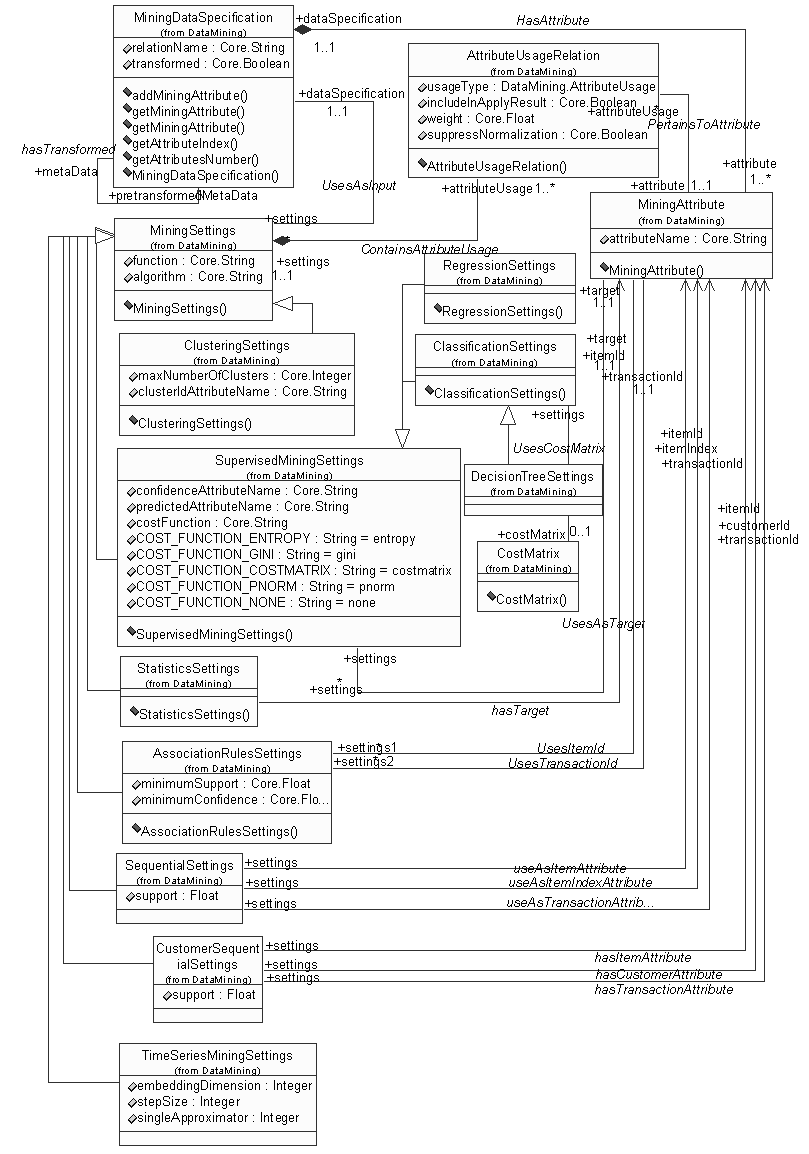 MiningDataSpecification
(from DataMining)
relationName : Core.String
transformed : Core.Boolean
addMiningAttribute()
getMiningAttribute()
getMiningAttribute()
getAttributeIndex()
getAttributesNumber()
MiningDataSpecification()
+dataSpecification
1..1
HasAttribute
+dataSpecification
1..1
hasTransformed
+metaData
+pretransformedMetaData
UsesAsInput
AttributeUsageRelation
(from DataMining)
usageType : DataMining.AttributeUsage
includeInApplyResult : Core.Boolean
weight : Core.Float
suppressNormalization : Core.Boolean
AttributeUsageRelation()
*
+attributeUsage
PertainsToAttribute
+attribute
1..*
+attributeUsage 1..*
+attribute 1..1
MiningAttribute
(from DataMining)
attributeName : Core.String
MiningAttribute()
+settings
MiningSettings
(from DataMining)
function : Core.String
algorithm : Core.String
MiningSettings()
+settings
1..1
ContainsAttributeUsage
RegressionSettings
(from DataMining)
RegressionSettings()
+target
1..1
ClusteringSettings
(from DataMining)
maxNumberOfClusters : Core.Integer
clusterIdAttributeName : Core.String
ClusteringSettings()
ClassificationSettings
(from DataMining)
ClassificationSettings()
+target
+itemId
1..1
+transactionId
1..1
+settings
UsesCostMatrix
+itemId
+itemIndex
+transactionId
SupervisedMiningSettings
(from DataMining)
confidenceAttributeName : Core.String
predictedAttributeName : Core.String
costFunction : Core.String
COST_FUNCTION_ENTROPY : String = entropy
COST_FUNCTION_GINI : String = gini
COST_FUNCTION_COSTMATRIX : String = costmatrix
COST_FUNCTION_PNORM : String = pnorm
COST_FUNCTION_NONE : String = none
SupervisedMiningSettings()
DecisionTreeSettings
(from DataMining)
+costMatrix 0..1
CostMatrix
(from DataMining)
CostMatrix()
+itemId
+customerId
+transactionId
UsesAsTarget
+settings
*
+settings
StatisticsSettings
(from DataMining)
StatisticsSettings()
hasTarget
AssociationRulesSettings
(from DataMining)
minimumSupport : Core.Float
minimumConfidence : Core.Flo...
AssociationRulesSettings()
+settings1
*
+settings2
UsesItemId
UsesTransactionId
SequentialSettings
(from DataMining)
support : Float
+settings
+settings
+settings
useAsItemAttribute
useAsItemIndexAttribute
useAsTransactionAttrib...
CustomerSequent
ialSettings
(from DataMining)
support : Float
+settings
+settings
+settings
hasItemAttribute
hasCustomerAttribute
hasTransactionAttribute
TimeSeriesMiningSettings
(from DataMining)
embeddingDimension : Integer
stepSize : Integer
singleApproximator : Integer